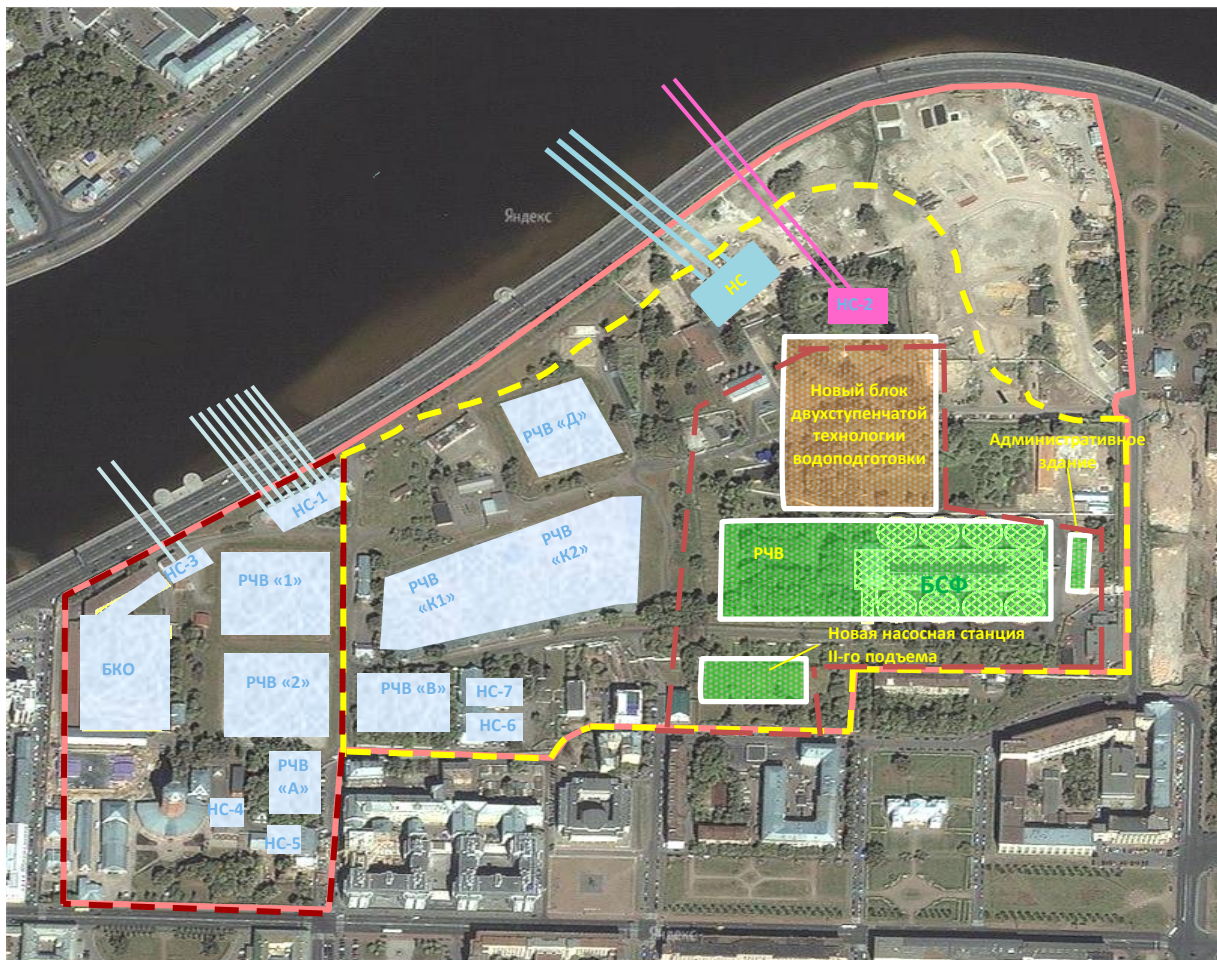 Яндекс
НС
НС-2
Новый блок
двухступенчатой
технологии
водоподготовки
РЧВ «Д»
Административное
здание
НС-1
РЧВ
«К2»
РЧВ
«К1»
РЧВ
БСФ
НС-3
РЧВ «1»
Новая насосная станция
II-го подъема
БКО
РЧВ «2»
РЧВ «В»
НС-7
НС-6
РЧВ
«А»
НС-4
НС-5
Яндекс